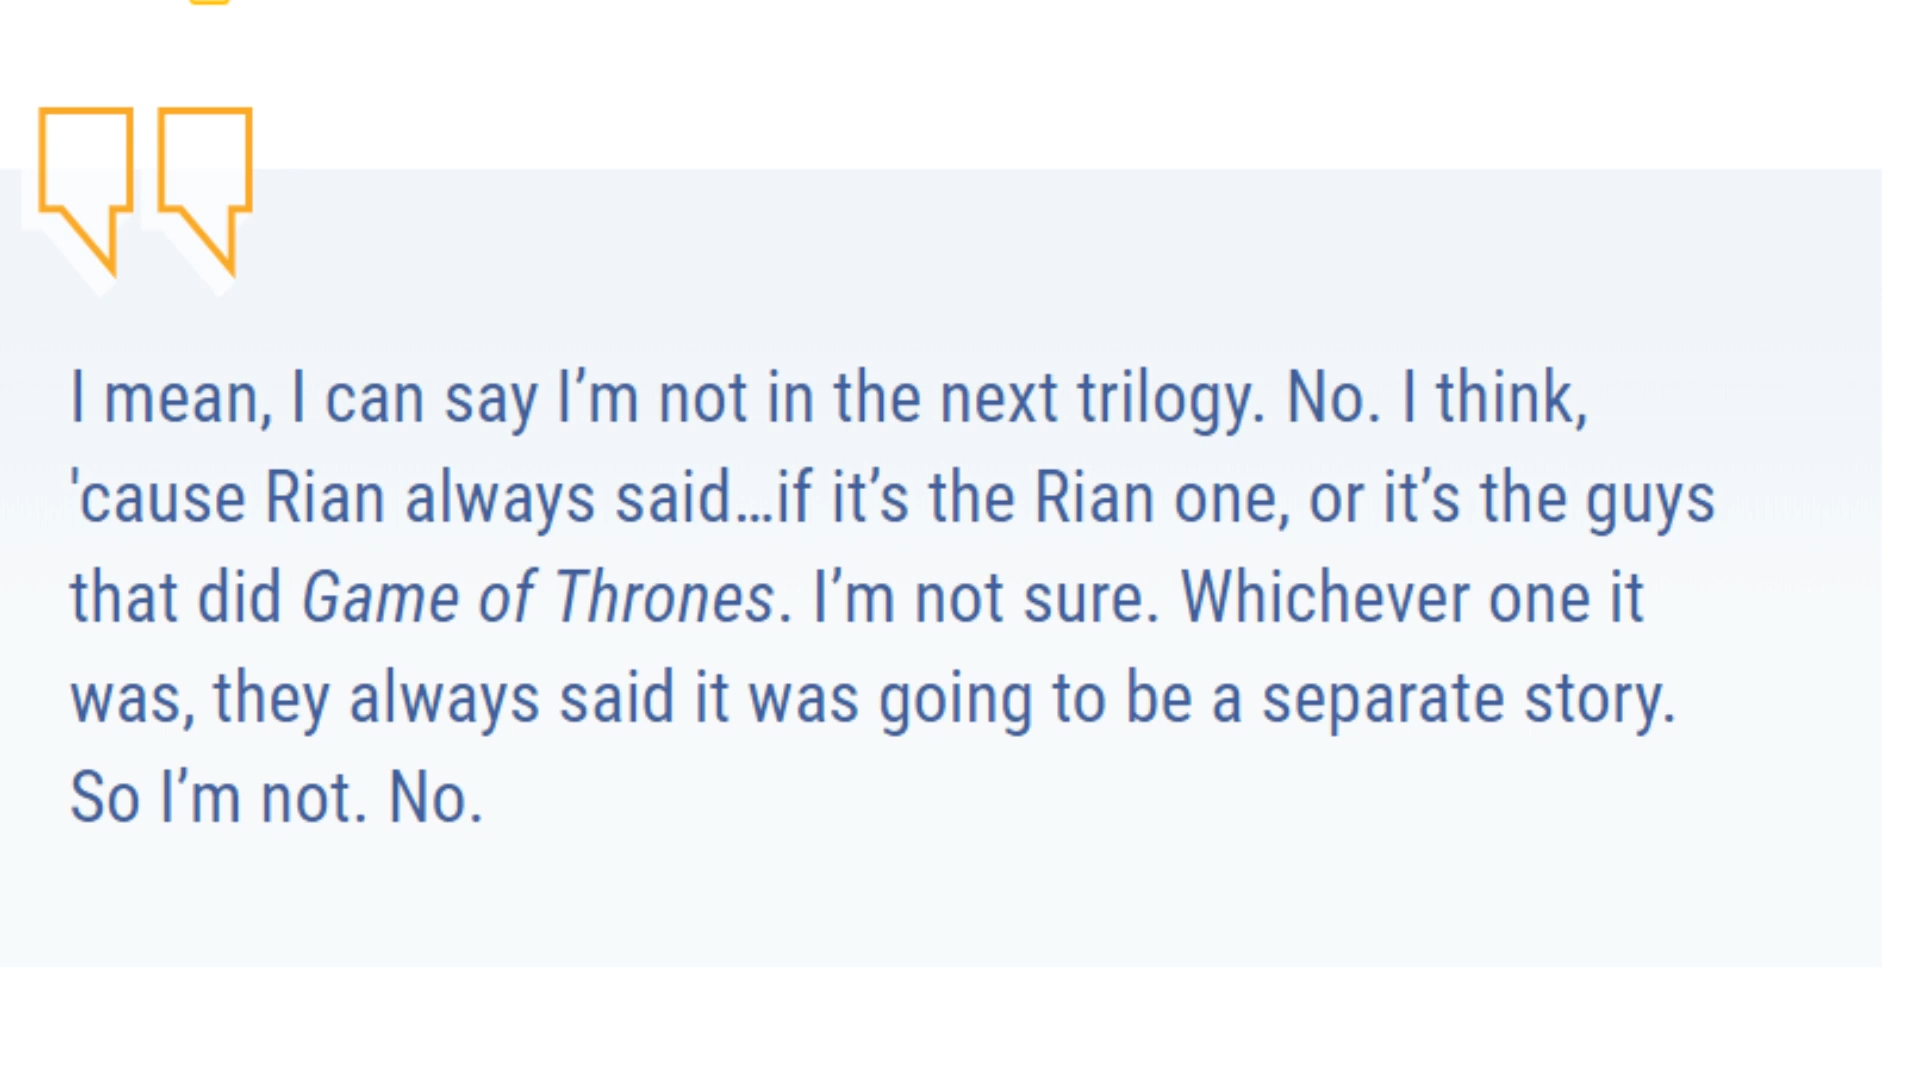 I mean, I can say I’m not in the next trilogy. No. I think,
'cause Rian always said…if it’s the Rian one, or it’s the guys
that did Game of Thrones. I’m not sure. Whichever one it
was, they always said it was going to be a separate story.
So I’m not. No.